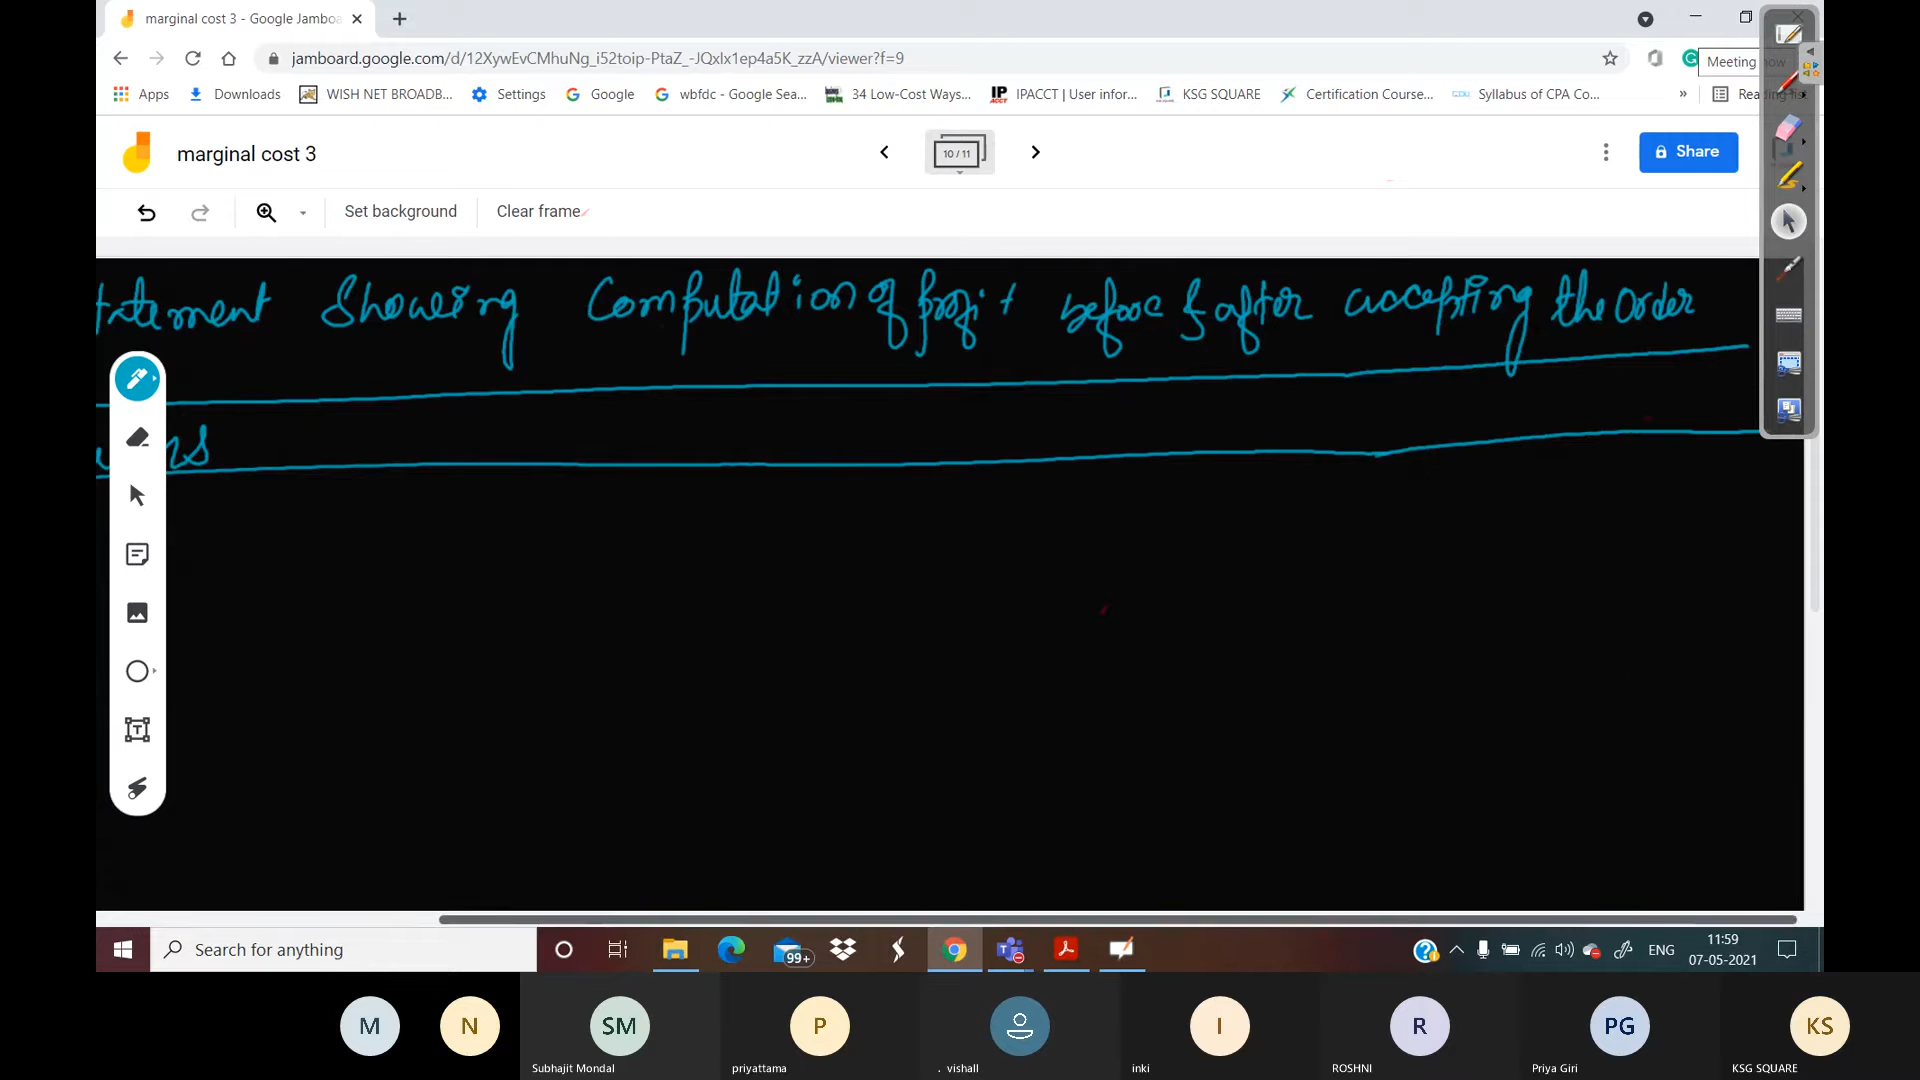 marginal cost 3 - Google Jambo
Meeting now
jamboard.google.com/d/12XywEvCMhuNg_i52toip-PtaZ_-JQxlx1ep4a5K_zzA/viewer?f=9
Apps Downloads WISH NET BROADB... Settings Google wbfdc - Google Sea... 34 Low-Cost Ways... IPACCT | User infor... KSG SQUARE Certification Course... Syllabus of CPA Co... » Reading list
marginal cost 3
10 / 11
Share
Set background Clear frame
tatement Showing Computation of profit before & after accepting the order
Search for anything
99+
ENG
11:59
07-05-2021
M N SM P I R PG KS
Subhajit Mondal priyattama . vishall inki ROSHNI Priya Giri KSG SQUARE